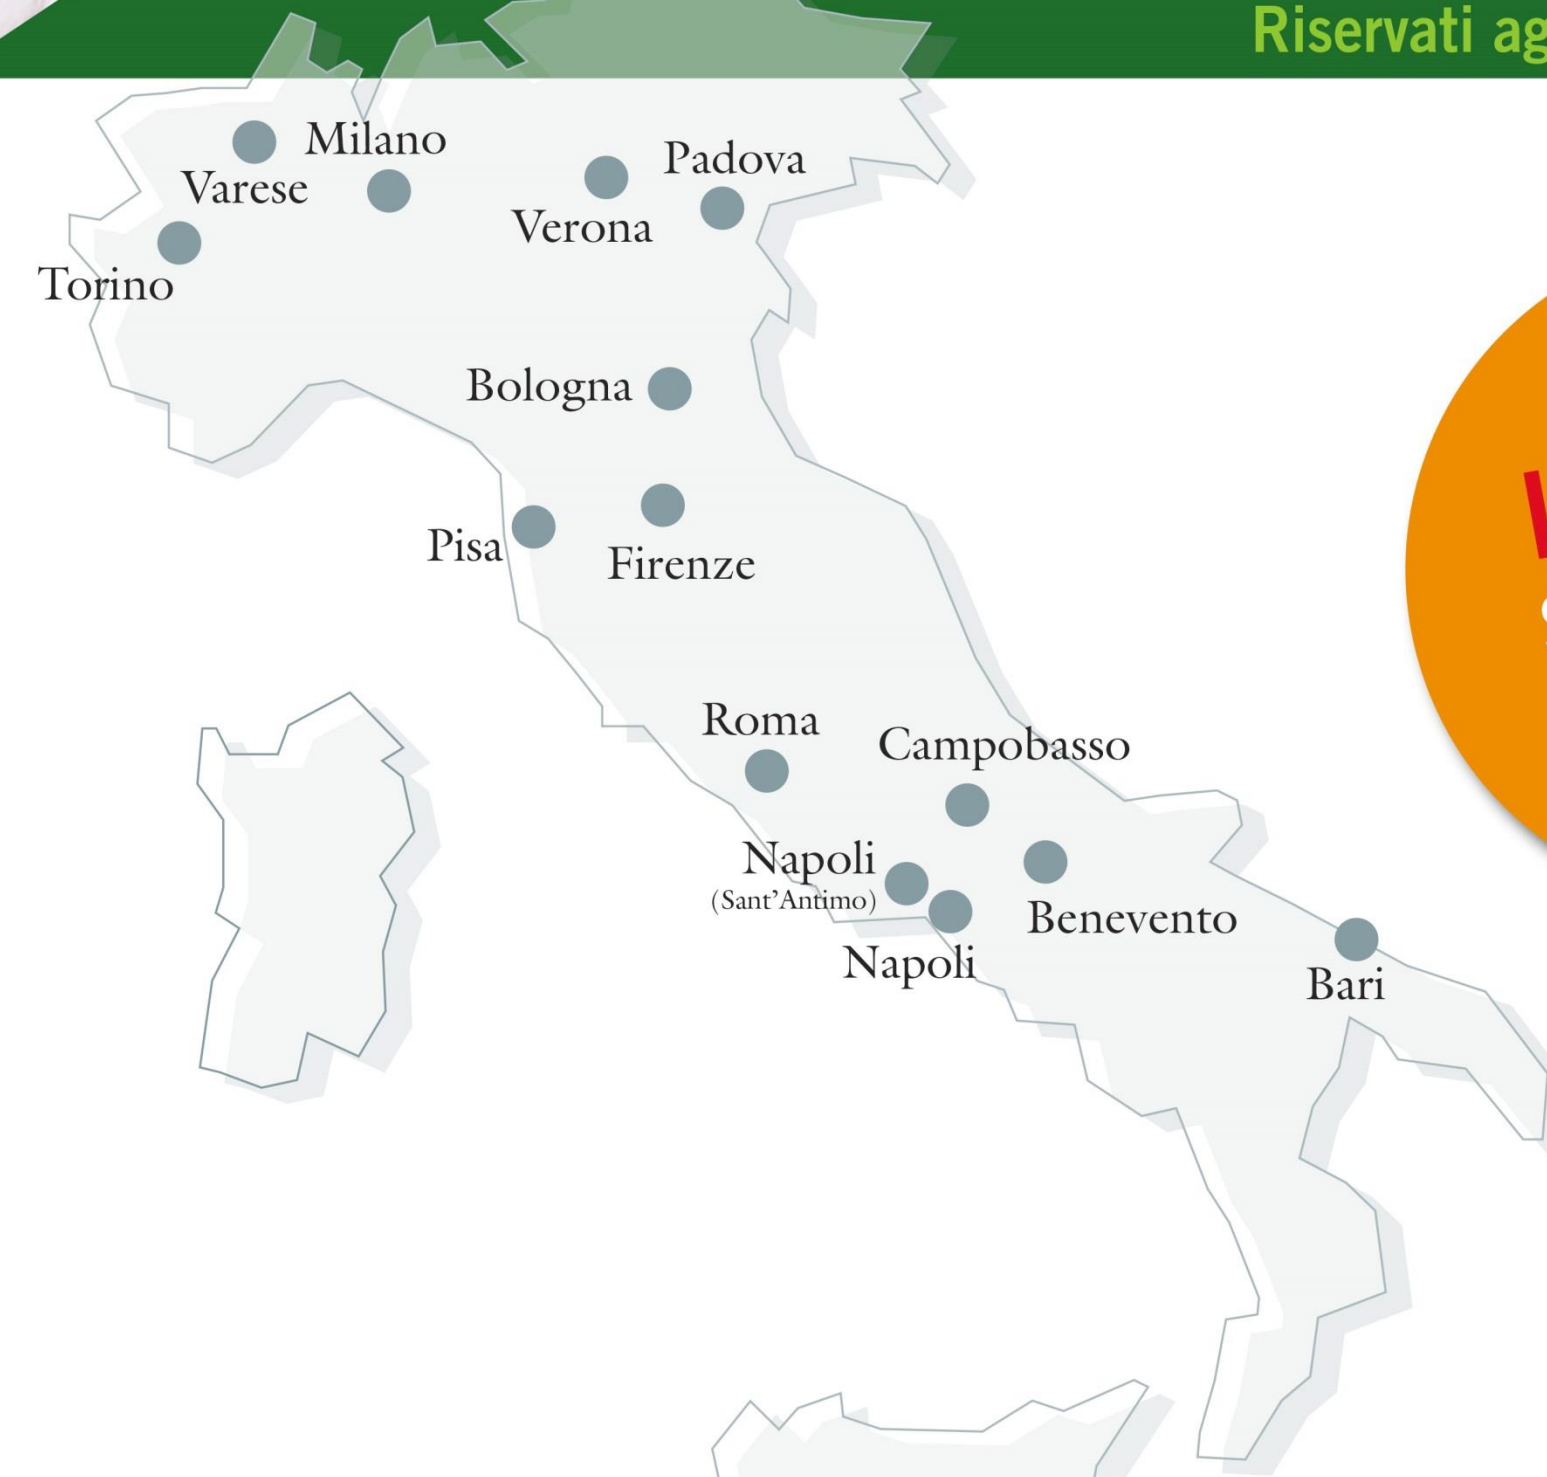 Riservati ag
Milano
Padova
Varese
Verona
Torino
Bologna
Pisa
Firenze
Roma
Campobasso
Napoli
(Sant'Antimo)
Benevento
Napoli
Bari